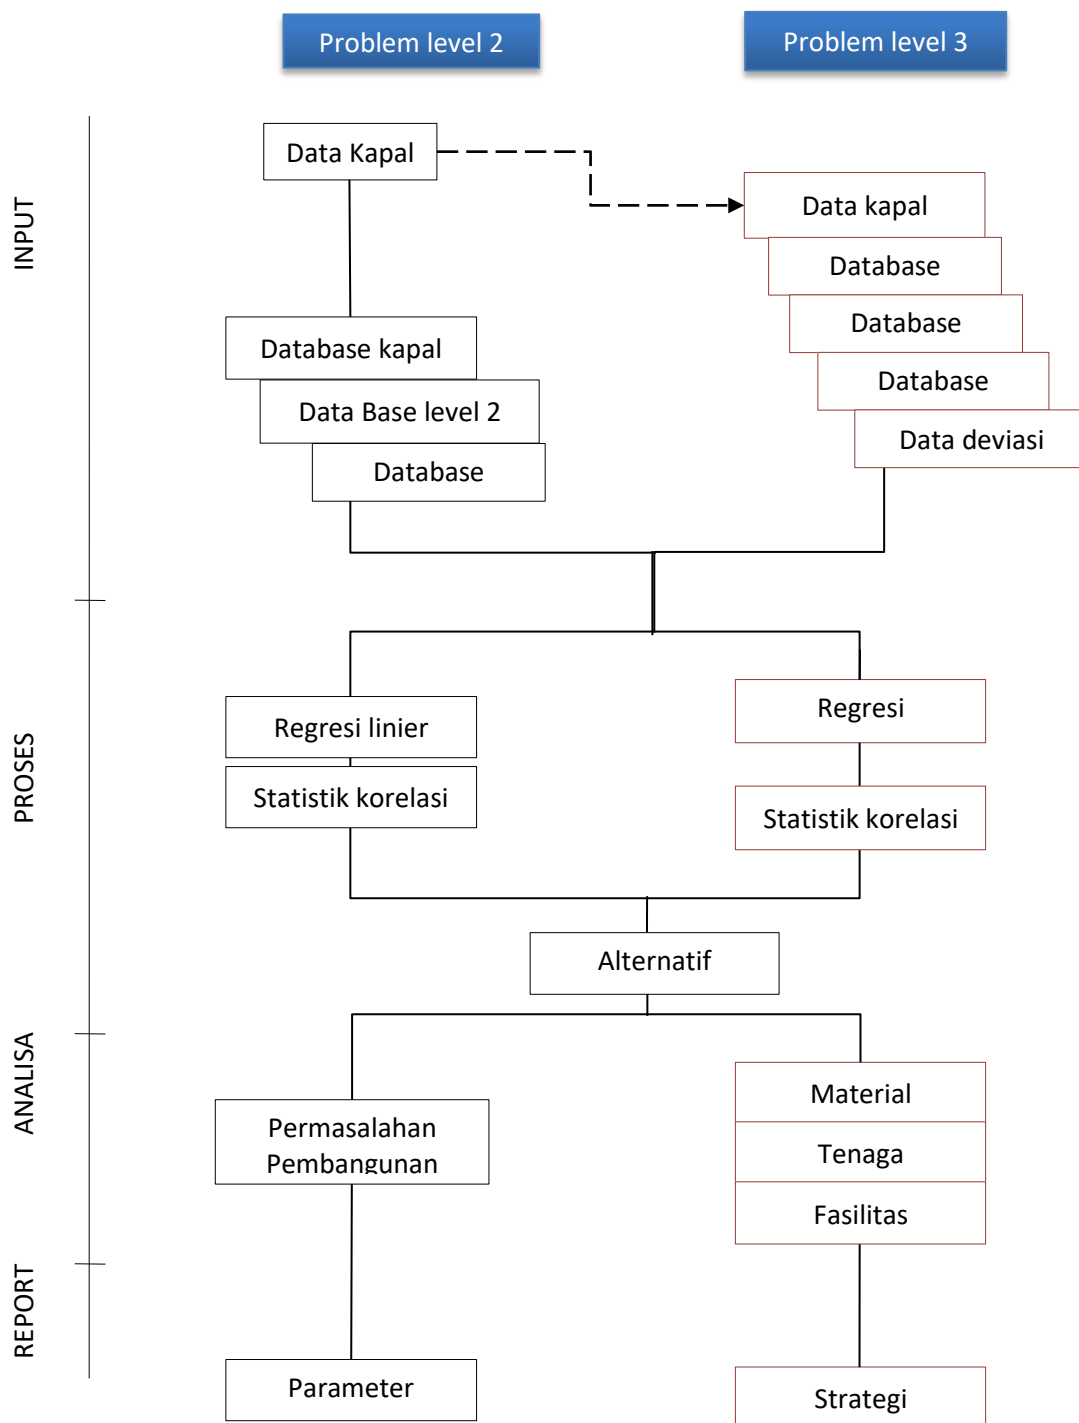 Problem level 2
Problem level 3
INPUT
Data Kapal
Data kapal
Database
Database
Database
Data deviasi
Database kapal
Data Base level 2
Database
PROSES
Regresi linier
Statistik korelasi
Regresi
Statistik korelasi
Alternatif
ANALISA
Permasalahan
Pembangunan
Material
Tenaga
Fasilitas
REPORT
Parameter
Strategi